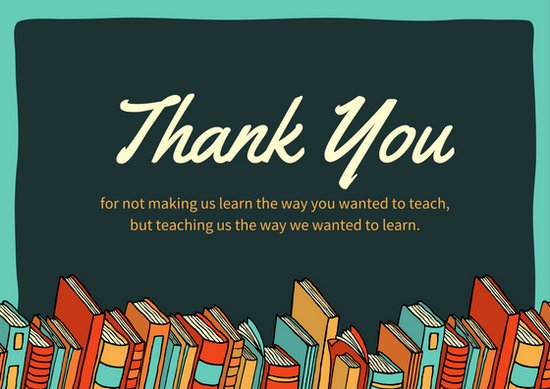 Thank You
for not making us learn the way you wanted to teach,
but teaching us the way we wanted to learn.